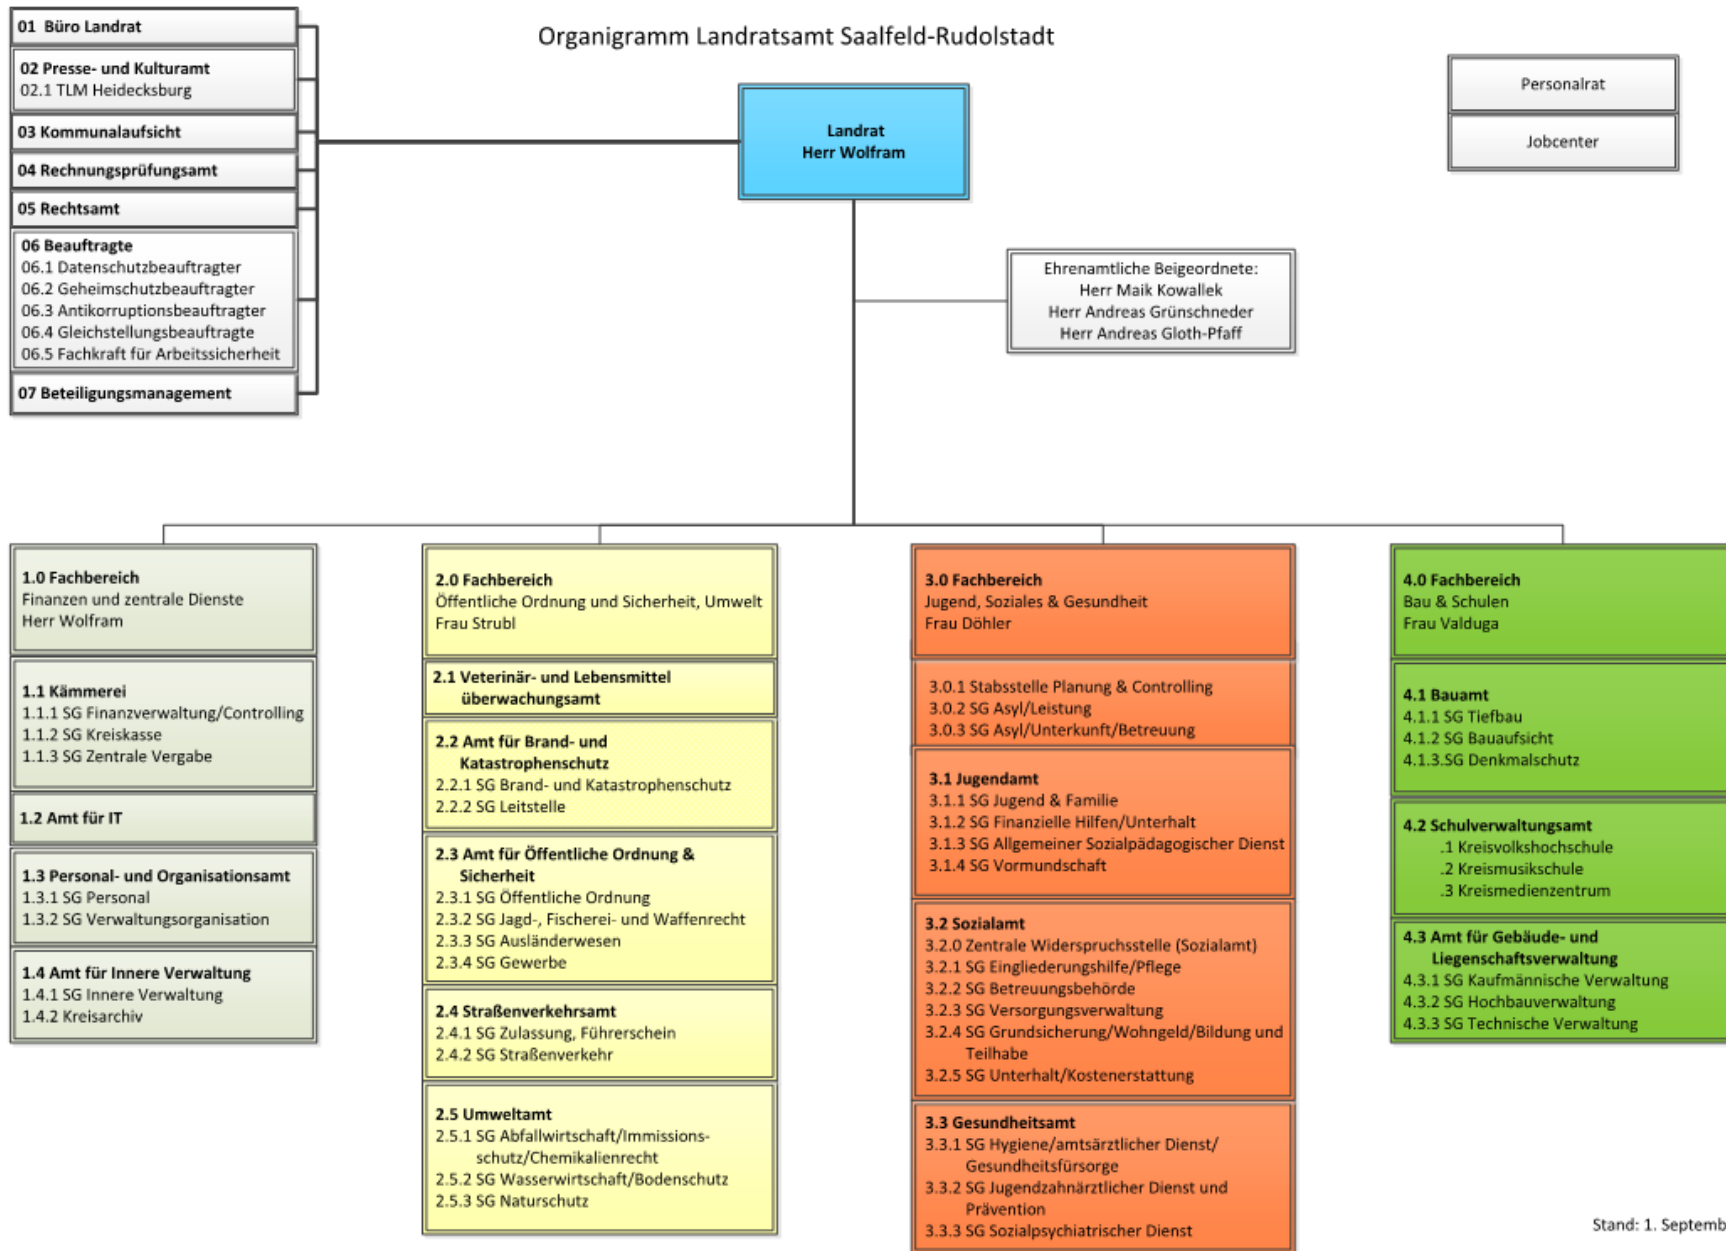 Organigramm Landratsamt Saalfeld-Rudolstadt
01 Büro Landrat
02 Presse- und Kulturamt
02.1 TLM Heidecksburg
03 Kommunalaufsicht
04 Rechnungsprüfungsamt
05 Rechtsamt
06 Beauftragte
06.1 Datenschutzbeauftragter
06.2 Geheimschutzbeauftragter
06.3 Antikorruptionsbeauftragter
06.4 Gleichstellungsbeauftragte
06.5 Fachkraft für Arbeitssicherheit
07 Beteiligungsmanagement
Landrat
Herr Wolfram
Personalrat
Jobcenter
Ehrenamtliche Beigeordnete:
Herr Maik Kowallek
Herr Andreas Grünschneder
Herr Andreas Gloth-Pfaff
1.0 Fachbereich
Finanzen und zentrale Dienste
Herr Wolfram
1.1 Kämmerei
1.1.1 SG Finanzverwaltung/Controlling
1.1.2 SG Kreiskasse
1.1.3 SG Zentrale Vergabe
1.2 Amt für IT
1.3 Personal- und Organisationsamt
1.3.1 SG Personal
1.3.2 SG Verwaltungsorganisation
1.4 Amt für Innere Verwaltung
1.4.1 SG Innere Verwaltung
1.4.2 Kreisarchiv
2.0 Fachbereich
Öffentliche Ordnung und Sicherheit, Umwelt
Frau Strubl
2.1 Veterinär- und Lebensmittel
überwachungsamt
2.2 Amt für Brand- und
Katastrophenschutz
2.2.1 SG Brand- und Katastrophenschutz
2.2.2 SG Leitstelle
2.3 Amt für Öffentliche Ordnung &
Sicherheit
2.3.1 SG Öffentliche Ordnung
2.3.2 SG Jagd-, Fischerei- und Waffenrecht
2.3.3 SG Ausländerwesen
2.3.4 SG Gewerbe
2.4 Straßenverkehrsamt
2.4.1 SG Zulassung, Führerschein
2.4.2 SG Straßenverkehr
2.5 Umweltamt
2.5.1 SG Abfallwirtschaft/Immissions-
schutz/Chemikalienrecht
2.5.2 SG Wasserwirtschaft/Bodenschutz
2.5.3 SG Naturschutz
3.0 Fachbereich
Jugend, Soziales & Gesundheit
Frau Döhler
3.0.1 Stabsstelle Planung & Controlling
3.0.2 SG Asyl/Leistung
3.0.3 SG Asyl/Unterkunft/Betreuung
3.1 Jugendamt
3.1.1 SG Jugend & Familie
3.1.2 SG Finanzielle Hilfen/Unterhalt
3.1.3 SG Allgemeiner Sozialpädagogischer Dienst
3.1.4 SG Vormundschaft
3.2 Sozialamt
3.2.0 Zentrale Widerspruchsstelle (Sozialamt)
3.2.1 SG Eingliederungshilfe/Pflege
3.2.2 SG Betreuungsbehörde
3.2.3 SG Versorgungsverwaltung
3.2.4 SG Grundsicherung/Wohngeld/Bildung und
Teilhabe
3.2.5 SG Unterhalt/Kostenerstattung
3.3 Gesundheitsamt
3.3.1 SG Hygiene/amtsärztlicher Dienst/
Gesundheitsfürsorge
3.3.2 SG Jugendzahnärztlicher Dienst und
Prävention
3.3.3 SG Sozialpsychiatrischer Dienst
4.0 Fachbereich
Bau & Schulen
Frau Valduga
4.1 Bauamt
4.1.1 SG Tiefbau
4.1.2 SG Bauaufsicht
4.1.3.SG Denkmalschutz
4.2 Schulverwaltungsamt
.1 Kreisvolkshochschule
.2 Kreismusikschule
.3 Kreismedienzentrum
4.3 Amt für Gebäude- und
Liegenschaftsverwaltung
4.3.1 SG Kaufmännische Verwaltung
4.3.2 SG Hochbauverwaltung
4.3.3 SG Technische Verwaltung
Stand: 1. Septemb